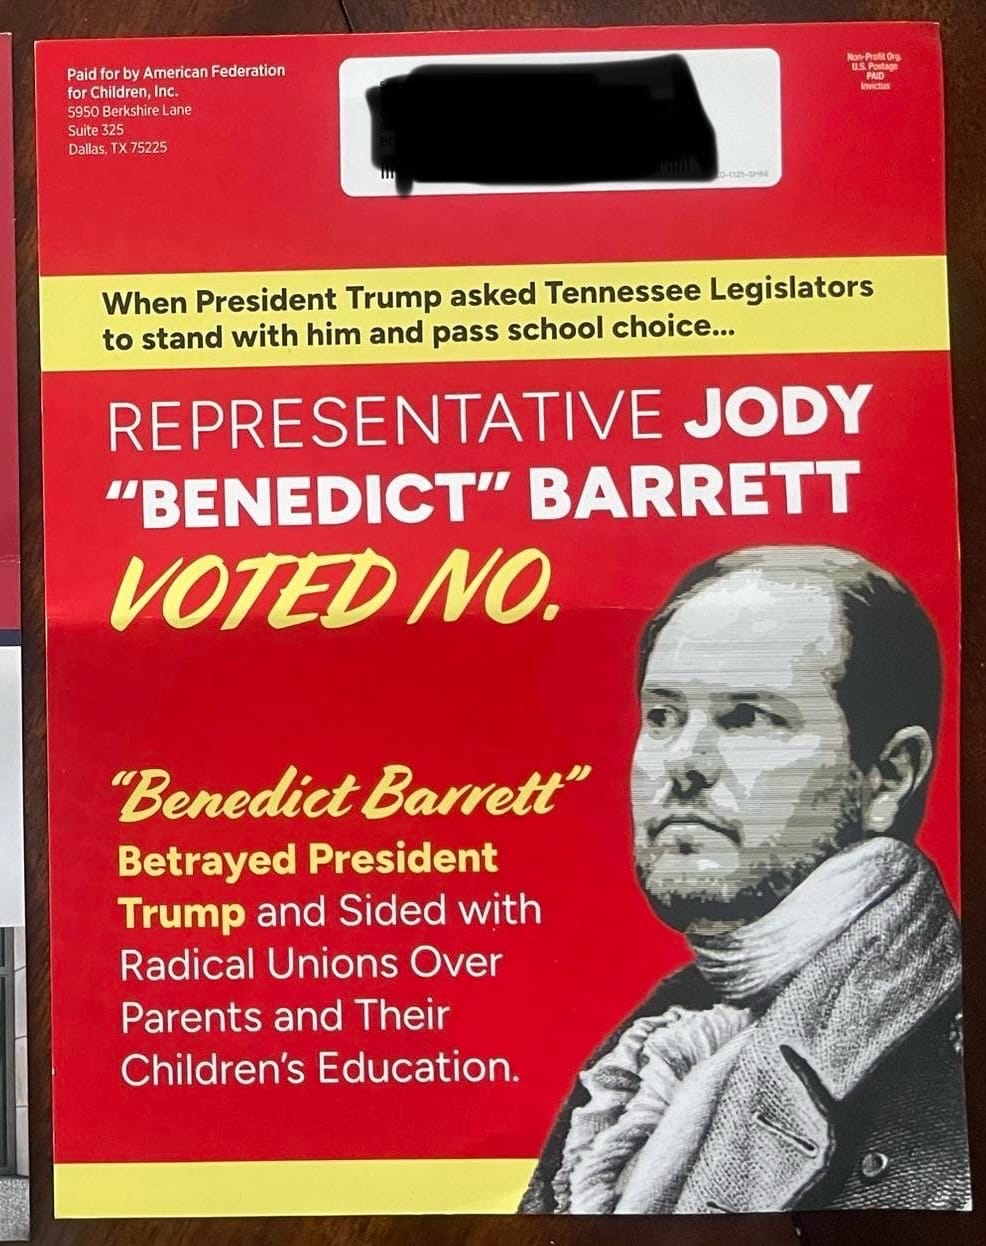 Paid for by American Federation
for Children, Inc.
5950 Berkshire Lane
Suite 325
Dallas, TX 75225
Non-Profit Org.
U.S. Postage
PAID
Invictus
When President Trump asked Tennessee Legislators
to stand with him and pass school choice...
REPRESENTATIVE JODY
“BENEDICT” BARRETT
VOTED NO.
“Benedict Barrett”
Betrayed President
Trump and Sided with
Radical Unions Over
Parents and Their
Children’s Education.